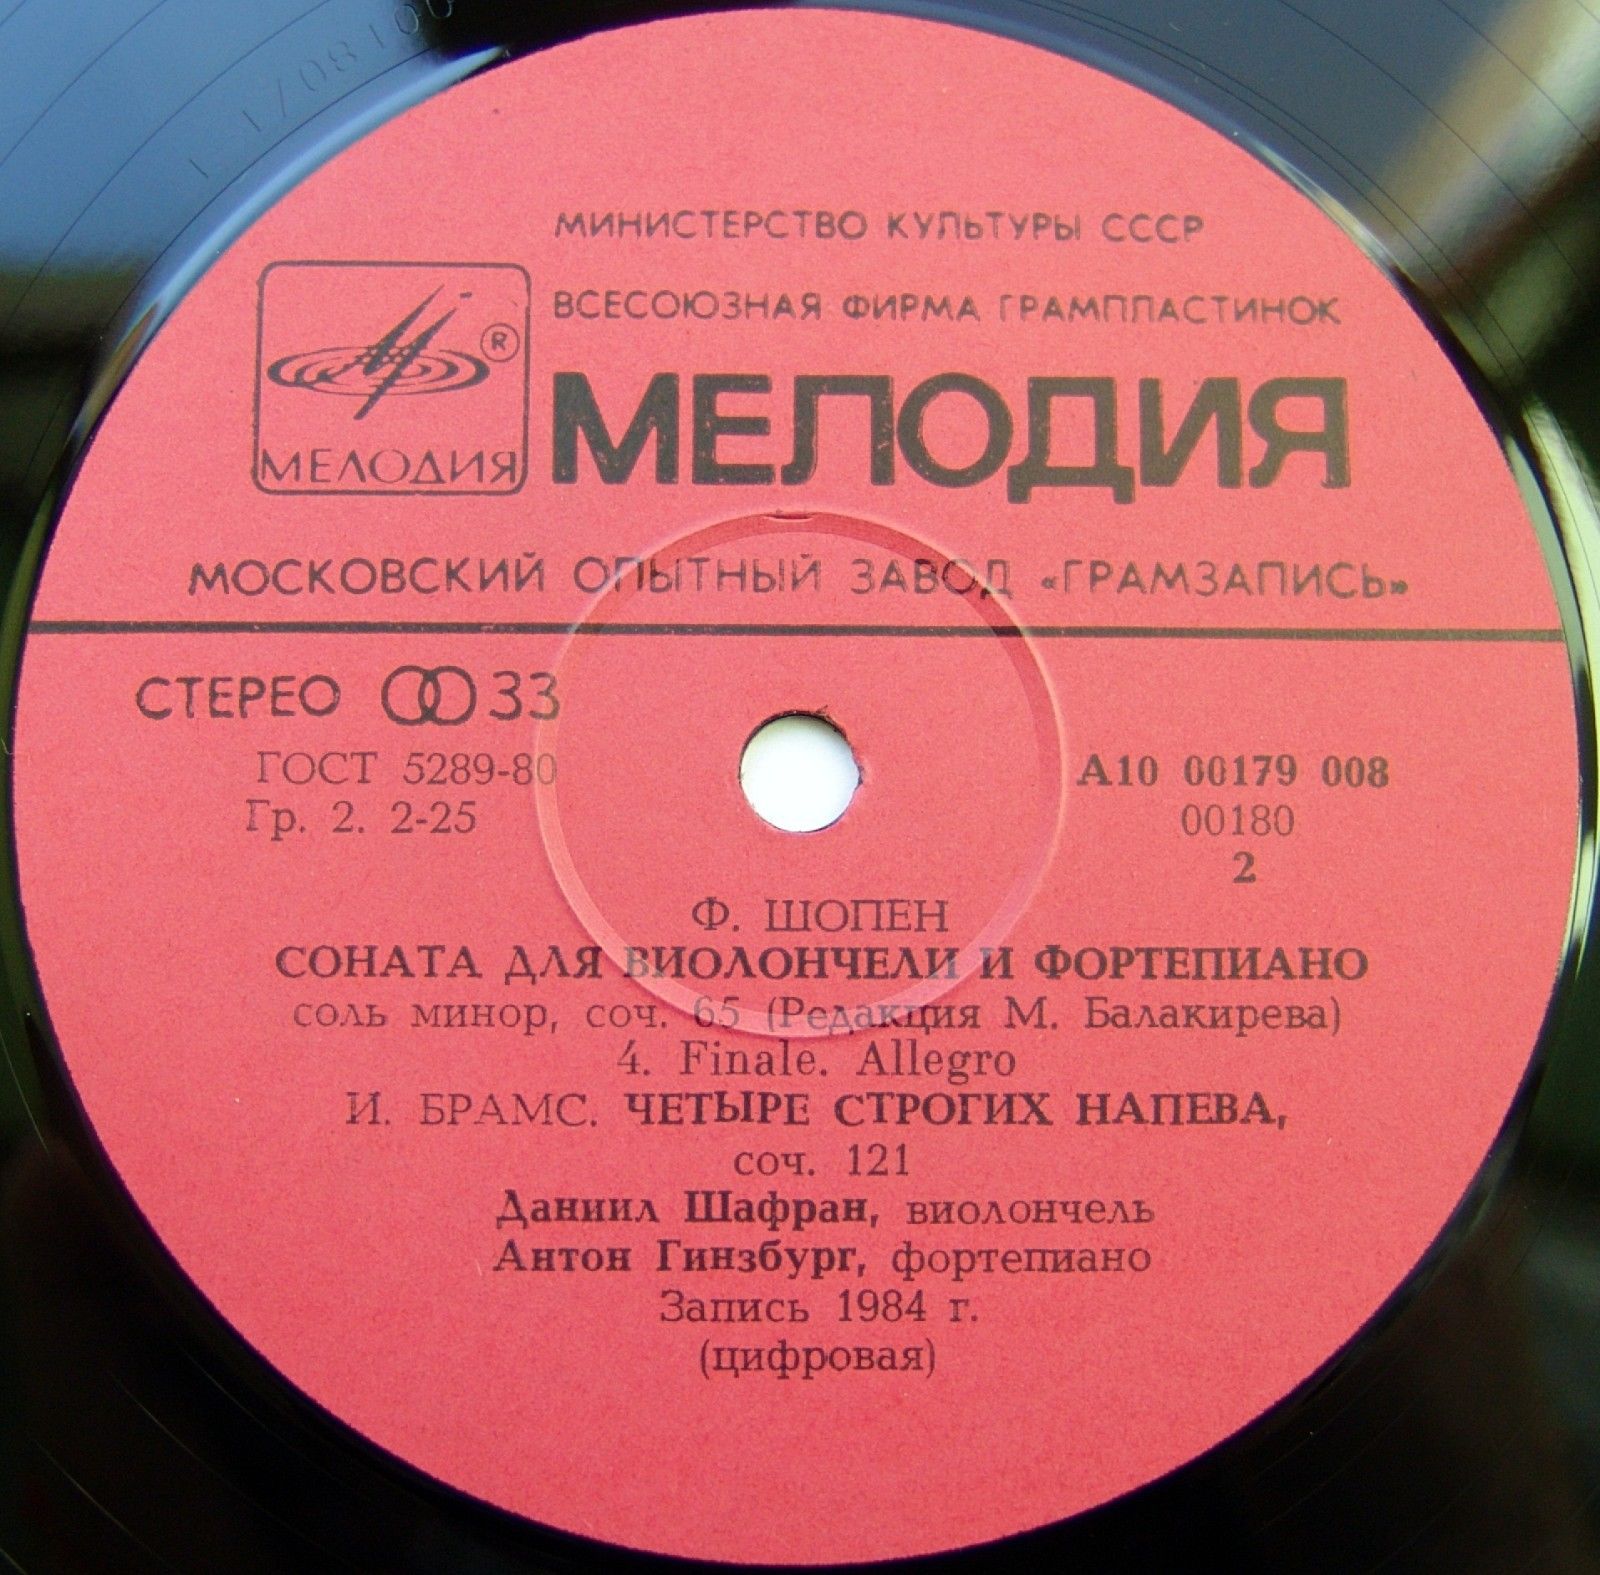 МИНИСТЕРСТВО КУЛЬТУРЫ СССР
ВСЕСОЮЗНАЯ ФИРМА ГРАМПЛАСТИНОК
®
МЕЛОДИЯ
МЕЛОДИЯ
МОСКОВСКИЙ ОПЫТНЫЙ ЗАВОД «ГРАМЗАПИСЬ»
СТЕРЕО 33
ГОСТ 5289-80
Гр. 2. 2-25
А10 00179 008
00180
2
Ф. ШОПЕН
СОНАТА ДЛЯ ВИОЛОНЧЕЛИ И ФОРТЕПИАНО
соль минор, соч. 65 (Редакция М. Балакирева)
4. Finale. Allegro
И. БРАМС. ЧЕТЫРЕ СТРОГИХ НАПЕВА,
соч. 121
Даниил Шафран, виолончель
Антон Гинзбург, фортепиано
Запись 1984 г.
(цифровая)